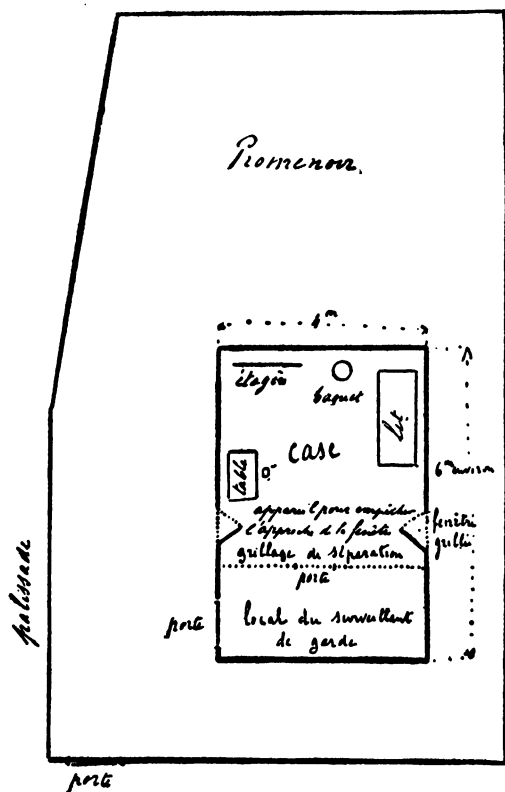 Promenoir.
4m
étagère
baquet
lit
case
table
6m environ
appareil pour empêcher
l'approche de la fenêtre
fenêtre
grillée
grillage de séparation
porte
porte
local du surveillant
de garde
palissade
porte